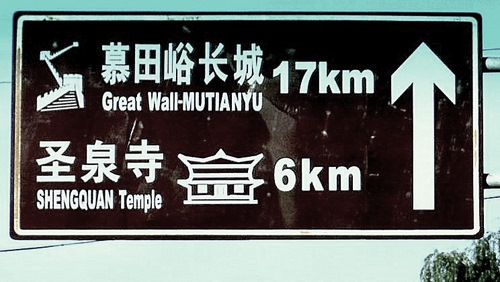 慕田峪长城 17km
Great Wall-MUTIANYU
圣泉寺 6km
SHENGQUAN Temple